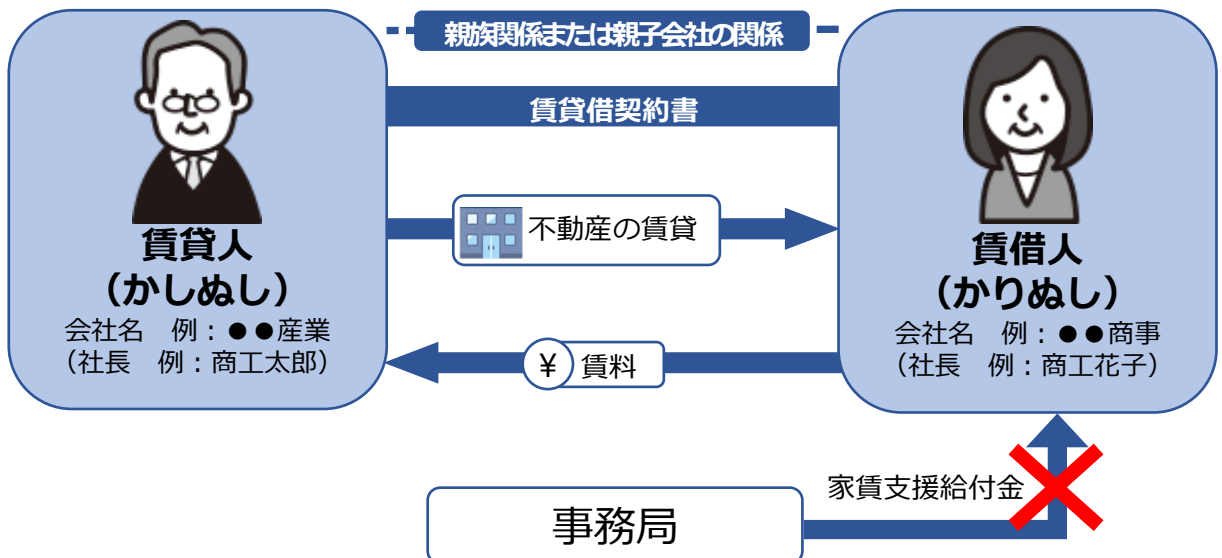 親族関係または親子会社の関係
賃貸借契約書
賃貸人
（かしぬし）
会社名　例：●●産業
（社長　例：商工太郎）
不動産の賃貸
¥ 賃料
賃借人
（かりぬし）
会社名　例：●●商事
（社長　例：商工花子）
家賃支援給付金
事務局